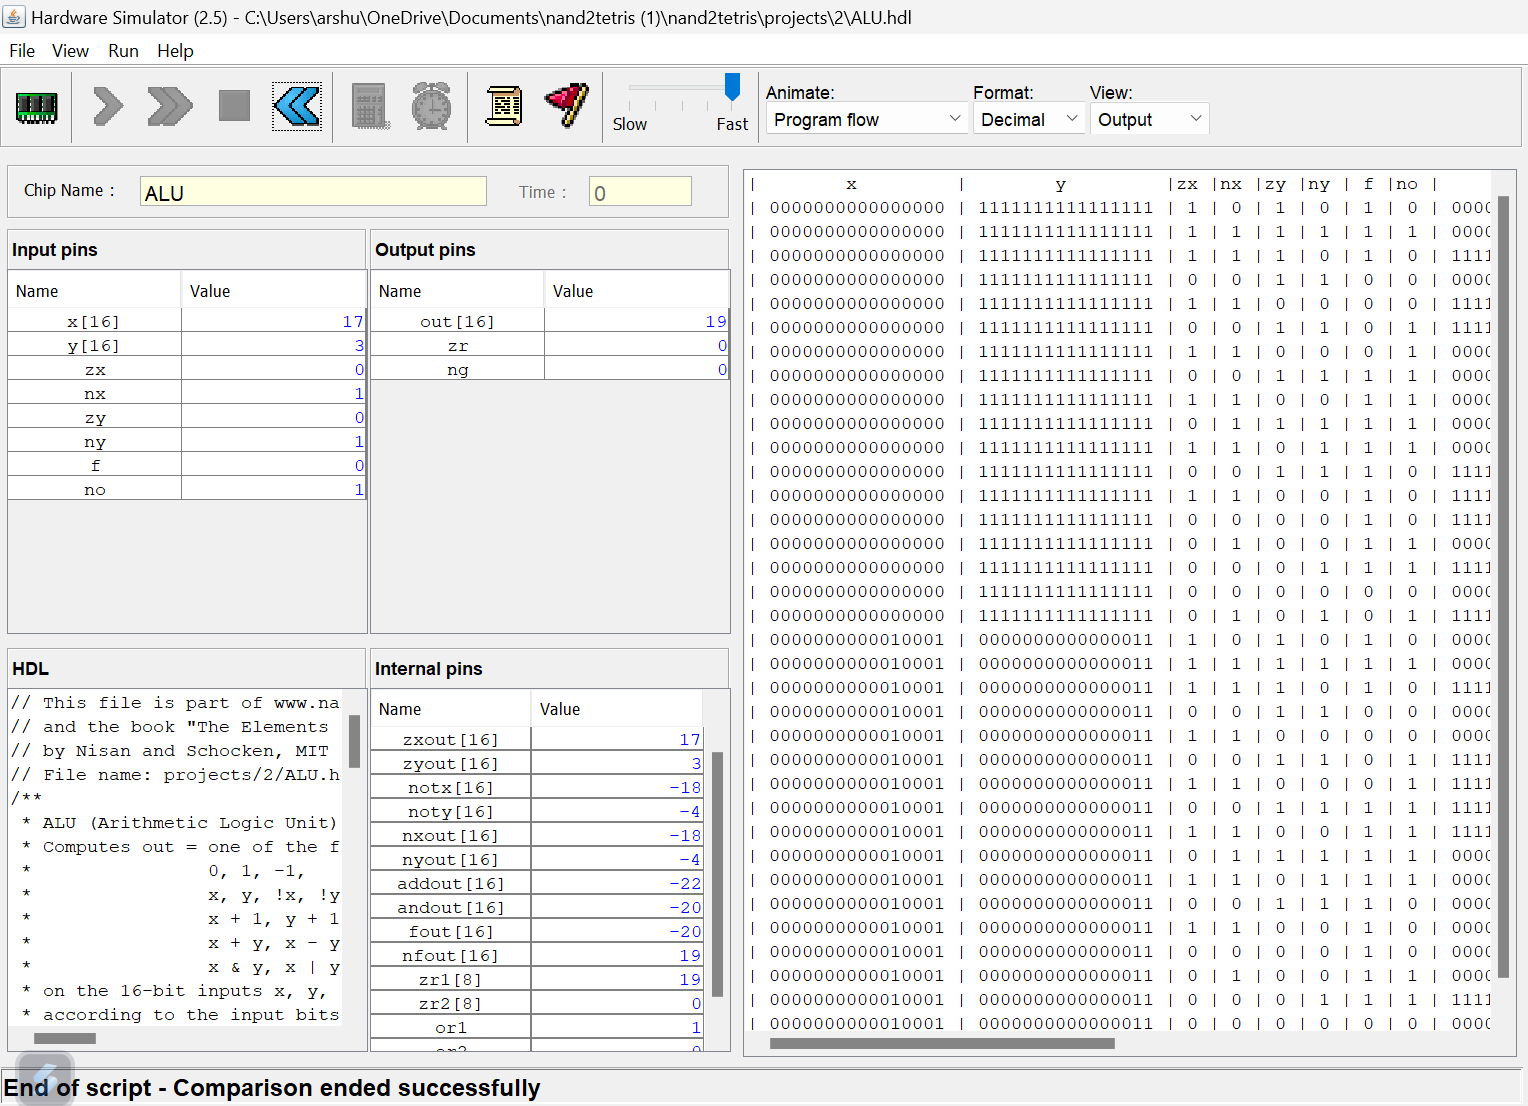 Hardware Simulator (2.5) - C:\Users\arshu\OneDrive\Documents\nand2tetris (1)\nand2tetris\projects\2\ALU.hdl
File View Run Help
Slow Fast
Animate: Format: View:
Program flow Decimal Output
Chip Name : ALU Time : 0
Input pins
Name Value
x[16] 17
y[16] 3
zx 0
nx 1
zy 0
ny 1
f 0
no 1
Output pins
Name Value
out[16] 19
zr 0
ng 0
HDL
// This file is part of www.na
// and the book "The Elements
// by Nisan and Schocken, MIT
// File name: projects/2/ALU.h
/**
* ALU (Arithmetic Logic Unit)
* Computes out = one of the f
* 0, 1, -1,
* x, y, !x, !y
* x + 1, y + 1
* x + y, x - y
* x & y, x | y
* on the 16-bit inputs x, y,
* according to the input bits
Internal pins
Name Value
zxout[16] 17
zyout[16] 3
notx[16] -18
noty[16] -4
nxout[16] -18
nyout[16] -4
addout[16] -22
andout[16] -20
fout[16] -20
nfout[16] 19
zr1[8] 19
zr2[8] 0
or1 1
or2 0
| x | y |zx |nx |zy |ny | f |no |
| 0000000000000000 | 1111111111111111 | 1 | 0 | 1 | 0 | 1 | 0 | 0000
| 0000000000000000 | 1111111111111111 | 1 | 1 | 1 | 1 | 1 | 1 | 0000
| 0000000000000000 | 1111111111111111 | 1 | 1 | 1 | 0 | 1 | 0 | 1111
| 0000000000000000 | 1111111111111111 | 0 | 0 | 1 | 1 | 0 | 0 | 0000
| 0000000000000000 | 1111111111111111 | 1 | 1 | 0 | 0 | 0 | 0 | 1111
| 0000000000000000 | 1111111111111111 | 0 | 0 | 1 | 1 | 0 | 1 | 1111
| 0000000000000000 | 1111111111111111 | 1 | 1 | 0 | 0 | 0 | 1 | 0000
| 0000000000000000 | 1111111111111111 | 0 | 0 | 1 | 1 | 1 | 1 | 0000
| 0000000000000000 | 1111111111111111 | 1 | 1 | 0 | 0 | 1 | 1 | 0000
| 0000000000000000 | 1111111111111111 | 0 | 1 | 1 | 1 | 1 | 1 | 0000
| 0000000000000000 | 1111111111111111 | 1 | 1 | 0 | 1 | 1 | 1 | 0000
| 0000000000000000 | 1111111111111111 | 0 | 0 | 1 | 1 | 1 | 0 | 1111
| 0000000000000000 | 1111111111111111 | 1 | 1 | 0 | 0 | 1 | 0 | 1111
| 0000000000000000 | 1111111111111111 | 0 | 0 | 0 | 0 | 1 | 0 | 1111
| 0000000000000000 | 1111111111111111 | 0 | 1 | 0 | 0 | 1 | 1 | 0000
| 0000000000000000 | 1111111111111111 | 0 | 0 | 0 | 1 | 1 | 1 | 1111
| 0000000000000000 | 1111111111111111 | 0 | 0 | 0 | 0 | 0 | 0 | 0000
| 0000000000000000 | 1111111111111111 | 0 | 1 | 0 | 1 | 0 | 1 | 1111
| 0000000000010001 | 0000000000000011 | 1 | 0 | 1 | 0 | 1 | 0 | 0000
| 0000000000010001 | 0000000000000011 | 1 | 1 | 1 | 1 | 1 | 1 | 0000
| 0000000000010001 | 0000000000000011 | 1 | 1 | 1 | 0 | 1 | 0 | 1111
| 0000000000010001 | 0000000000000011 | 0 | 0 | 1 | 1 | 0 | 0 | 0000
| 0000000000010001 | 0000000000000011 | 1 | 1 | 0 | 0 | 0 | 0 | 0000
| 0000000000010001 | 0000000000000011 | 0 | 0 | 1 | 1 | 0 | 1 | 1111
| 0000000000010001 | 0000000000000011 | 1 | 1 | 0 | 0 | 0 | 1 | 1111
| 0000000000010001 | 0000000000000011 | 0 | 0 | 1 | 1 | 1 | 1 | 1111
| 0000000000010001 | 0000000000000011 | 1 | 1 | 0 | 0 | 1 | 1 | 1111
| 0000000000010001 | 0000000000000011 | 0 | 1 | 1 | 1 | 1 | 1 | 0000
| 0000000000010001 | 0000000000000011 | 1 | 1 | 0 | 1 | 1 | 1 | 0000
| 0000000000010001 | 0000000000000011 | 0 | 0 | 1 | 1 | 1 | 0 | 0000
| 0000000000010001 | 0000000000000011 | 1 | 1 | 0 | 0 | 1 | 0 | 0000
| 0000000000010001 | 0000000000000011 | 0 | 0 | 0 | 0 | 1 | 0 | 0000
| 0000000000010001 | 0000000000000011 | 0 | 1 | 0 | 0 | 1 | 1 | 0000
| 0000000000010001 | 0000000000000011 | 0 | 0 | 0 | 1 | 1 | 1 | 1111
| 0000000000010001 | 0000000000000011 | 0 | 0 | 0 | 0 | 0 | 0 | 0000
End of script - Comparison ended successfully